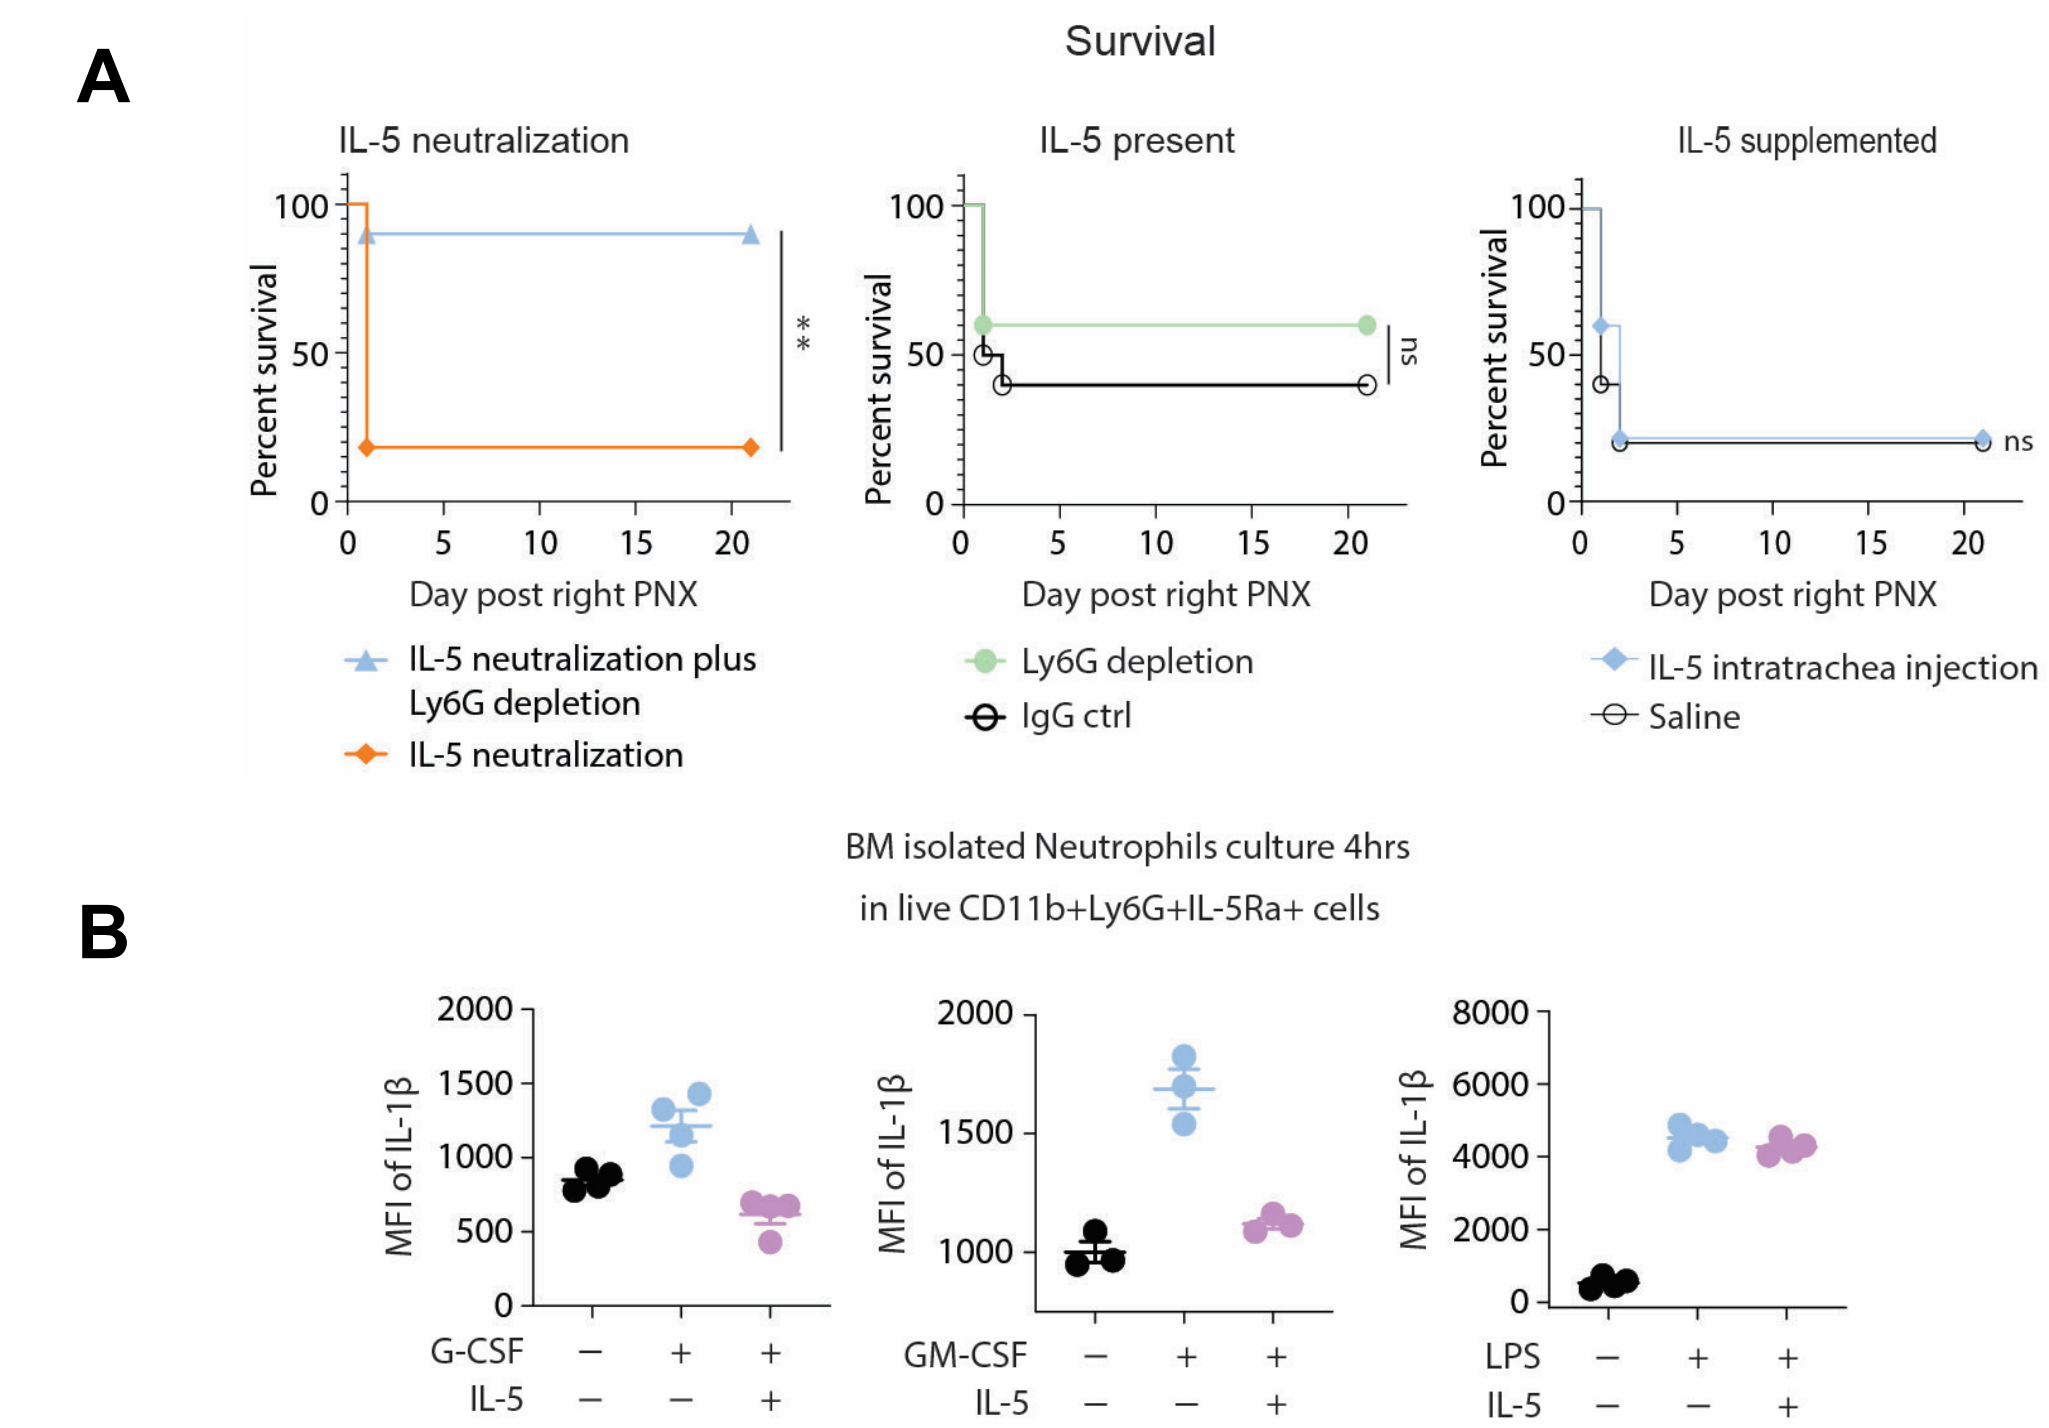 A
Survival
IL-5 neutralization
IL-5 present
IL-5 supplemented
Percent survival
100
50
0
0 5 10 15 20
Day post right PNX
**
IL-5 neutralization plus
Ly6G depletion
IL-5 neutralization
Percent survival
100
50
0
0 5 10 15 20
Day post right PNX
ns
Ly6G depletion
IgG ctrl
Percent survival
100
50
0
0 5 10 15 20
Day post right PNX
ns
IL-5 intratrachea injection
Saline
B
BM isolated Neutrophils culture 4hrs
in live CD11b+Ly6G+IL-5Ra+ cells
MFI of IL-1β
2000
1500
1000
500
0
G-CSF − + +
IL-5 − − +
MFI of IL-1β
2000
1500
1000
GM-CSF − + +
IL-5 − − +
MFI of IL-1β
8000
6000
4000
2000
0
LPS − + +
IL-5 − − +